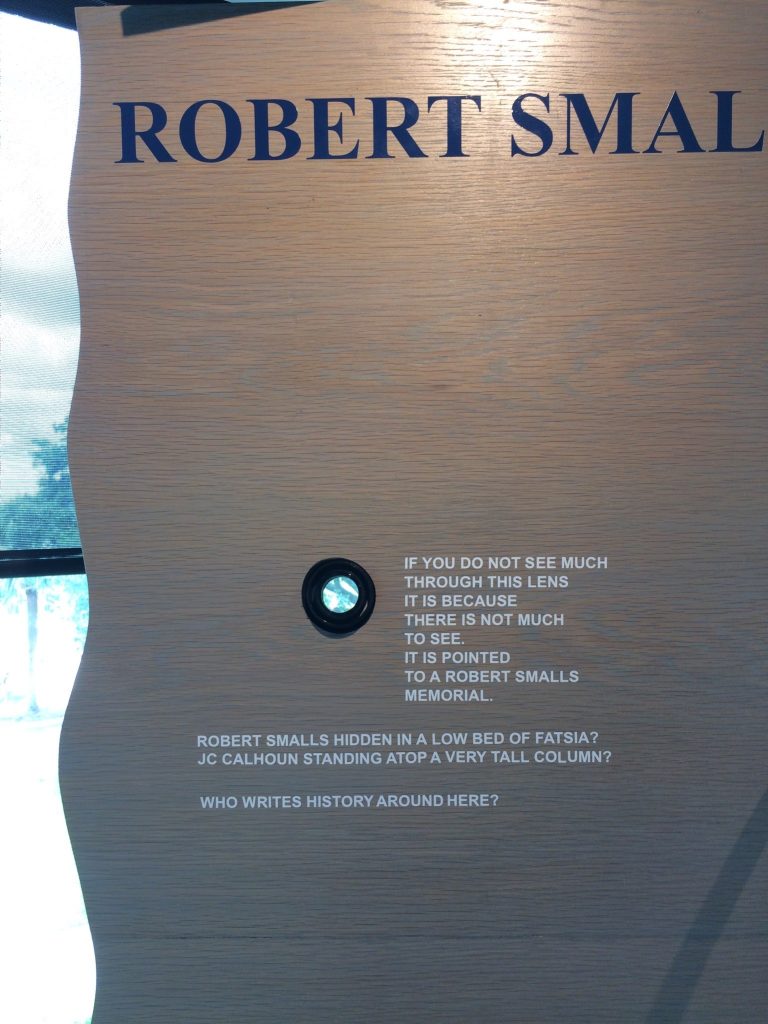 ROBERT SMAL
IF YOU DO NOT SEE MUCH
THROUGH THIS LENS
IT IS BECAUSE
THERE IS NOT MUCH
TO SEE.
IT IS POINTED
TO A ROBERT SMALLS
MEMORIAL.
ROBERT SMALLS HIDDEN IN A LOW BED OF FATSIA?
JC CALHOUN STANDING ATOP A VERY TALL COLUMN?
WHO WRITES HISTORY AROUND HERE?